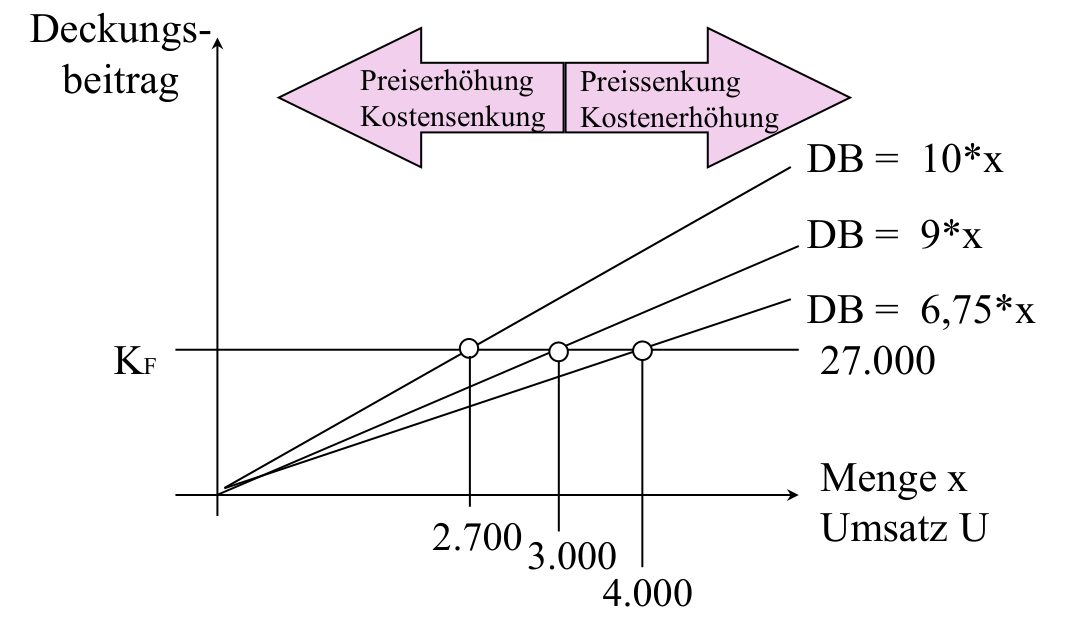 Deckungs-
beitrag
Preiserhöhung
Kostensenkung
Preissenkung
Kostenerhöhung
DB = 10*x
DB = 9*x
DB = 6,75*x
KF
27.000
Menge x
Umsatz U
2.700
3.000
4.000